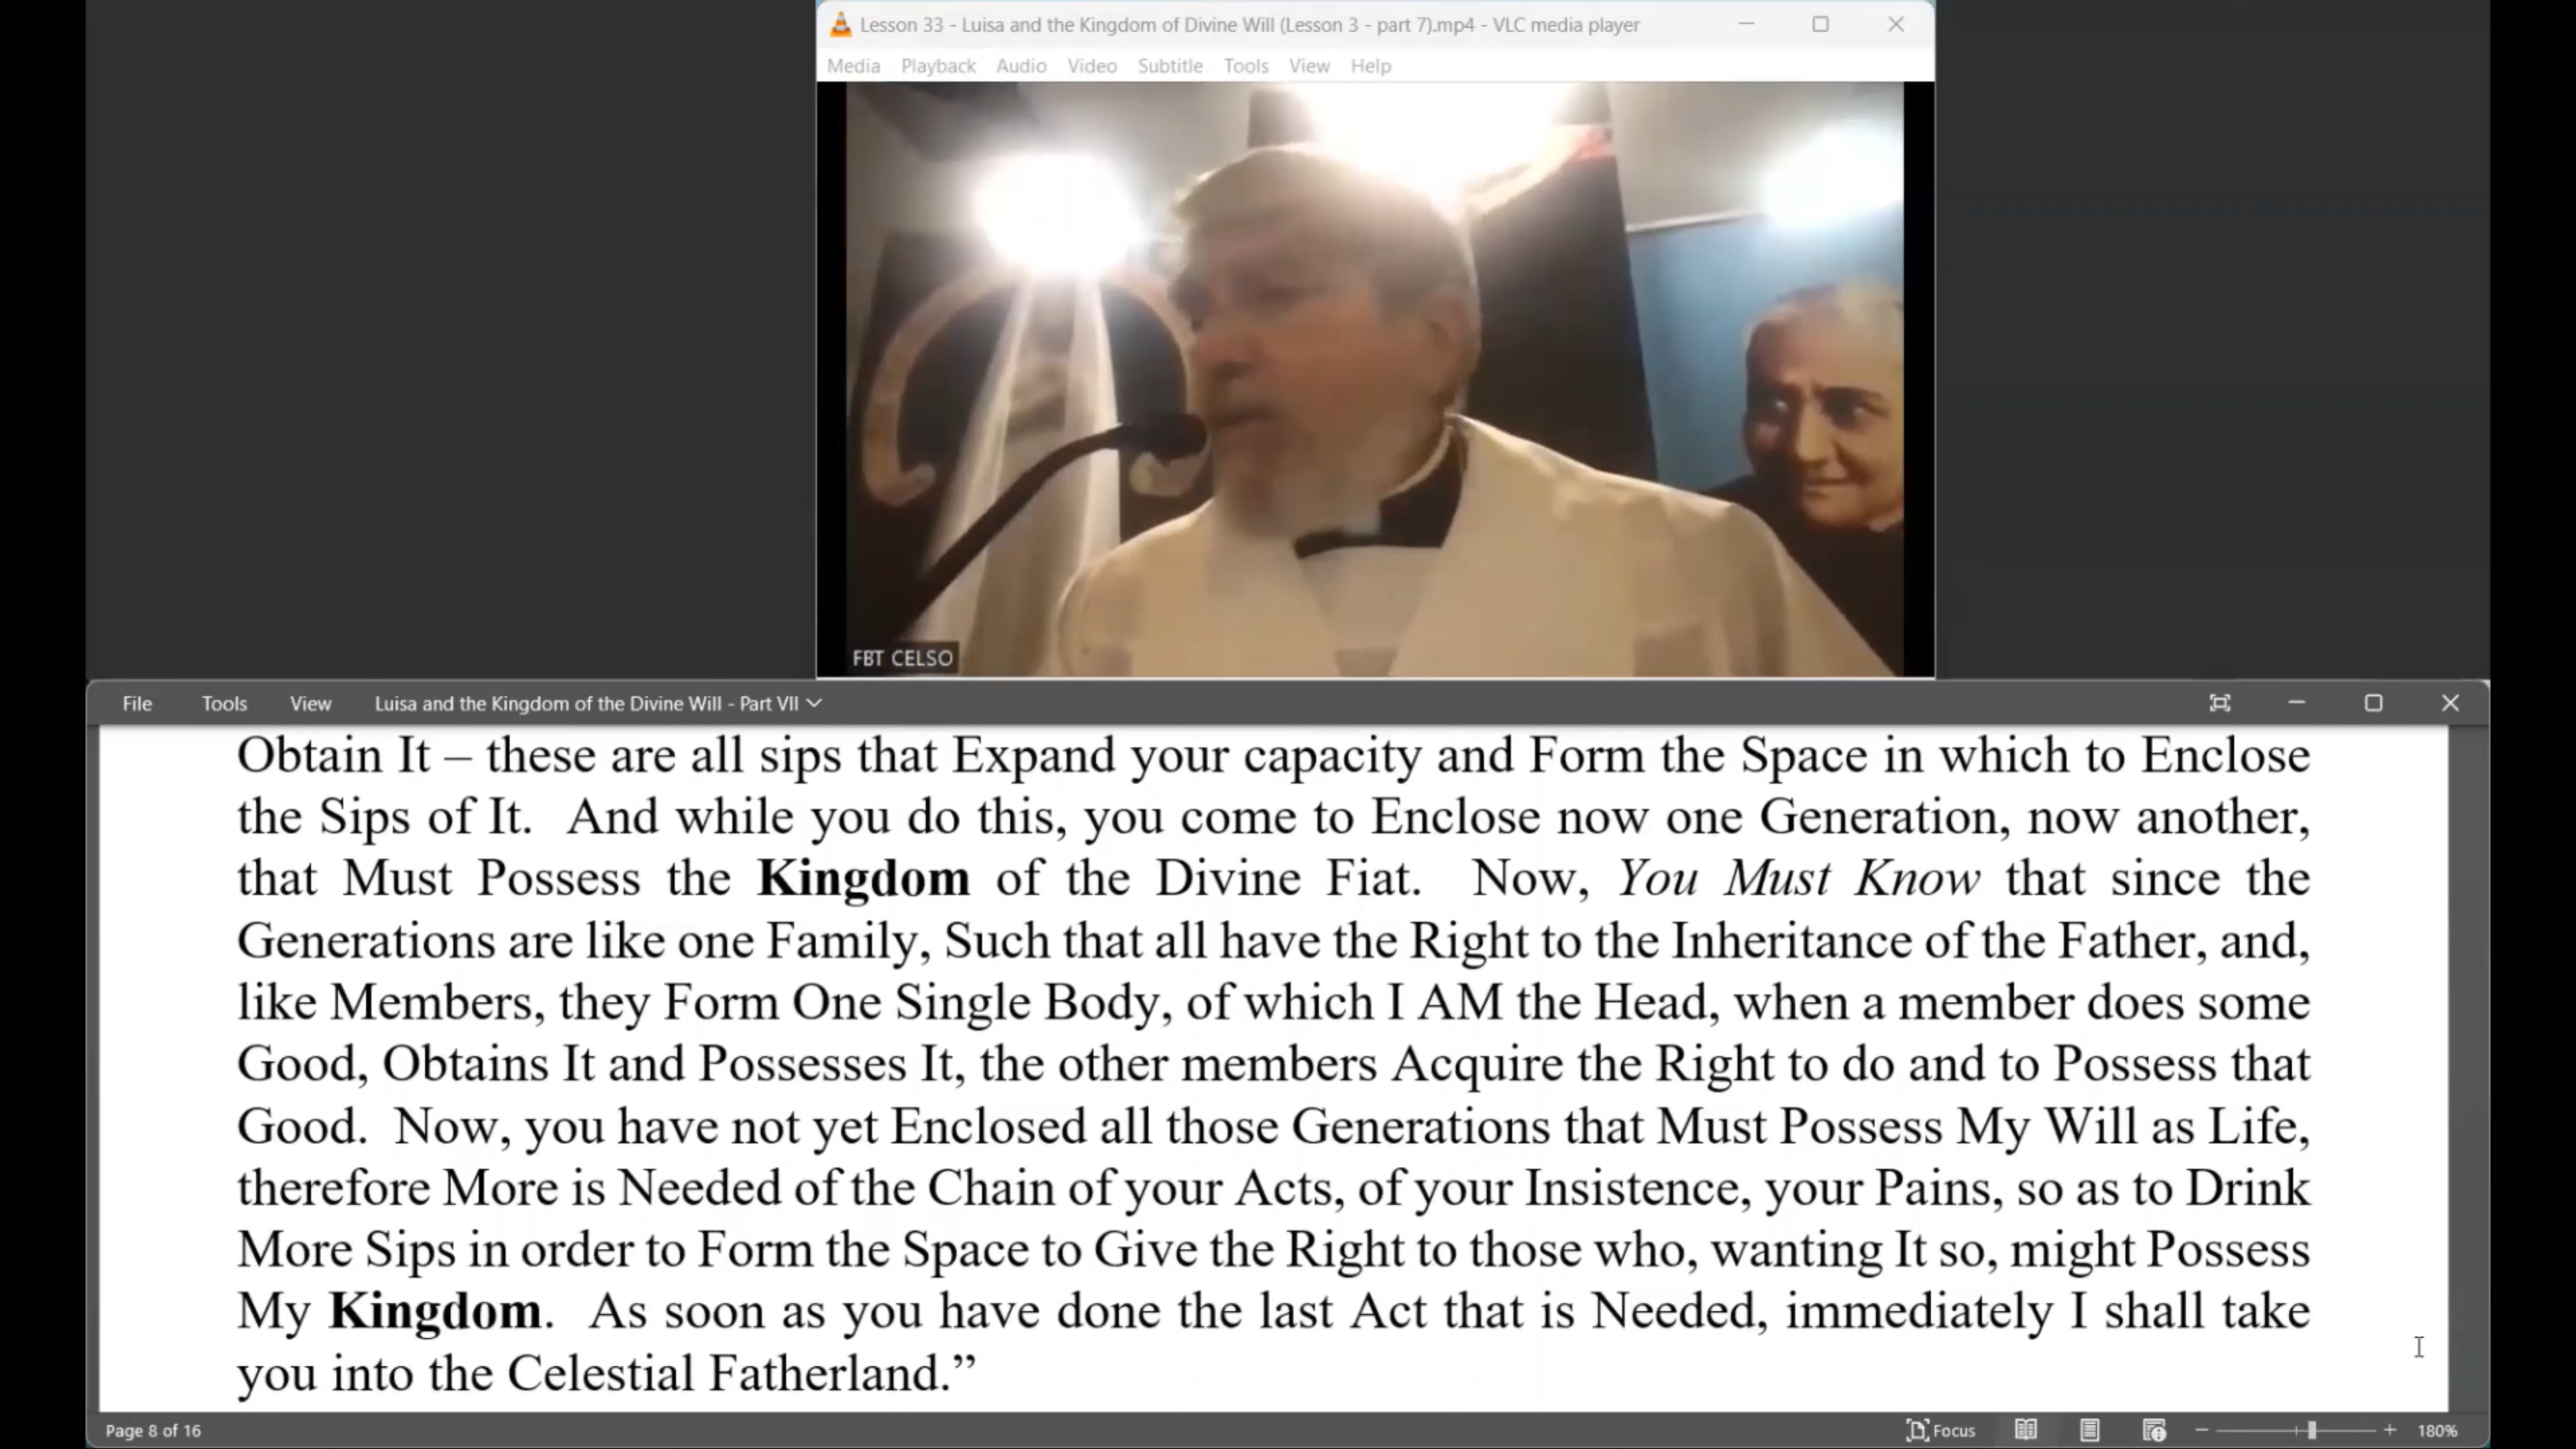 Lesson 33 - Luisa and the Kingdom of Divine Will (Lesson 3 - part 7).mp4 - VLC media player
Media Playback Audio Video Subtitle Tools View Help
FBT CELSO
File Tools View Luisa and the Kingdom of the Divine Will - Part VII
Obtain It – these are all sips that Expand your capacity and Form the Space in which to Enclose
the Sips of It. And while you do this, you come to Enclose now one Generation, now another,
that Must Possess the Kingdom of the Divine Fiat. Now, You Must Know that since the
Generations are like one Family, Such that all have the Right to the Inheritance of the Father, and,
like Members, they Form One Single Body, of which I AM the Head, when a member does some
Good, Obtains It and Possesses It, the other members Acquire the Right to do and to Possess that
Good. Now, you have not yet Enclosed all those Generations that Must Possess My Will as Life,
therefore More is Needed of the Chain of your Acts, of your Insistence, your Pains, so as to Drink
More Sips in order to Form the Space to Give the Right to those who, wanting It so, might Possess
My Kingdom. As soon as you have done the last Act that is Needed, immediately I shall take
you into the Celestial Fatherland.”
Page 8 of 16 Focus 180%